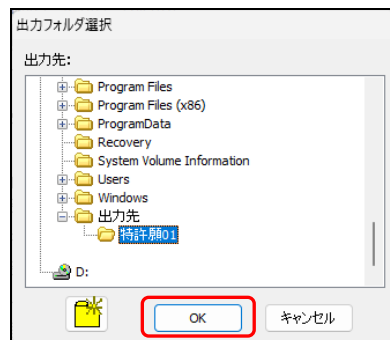 出力フォルダ選択
出力先:
Program Files
Program Files (x86)
ProgramData
Recovery
System Volume Information
Users
Windows
出力先
特許願01
D:
OK
キャンセル